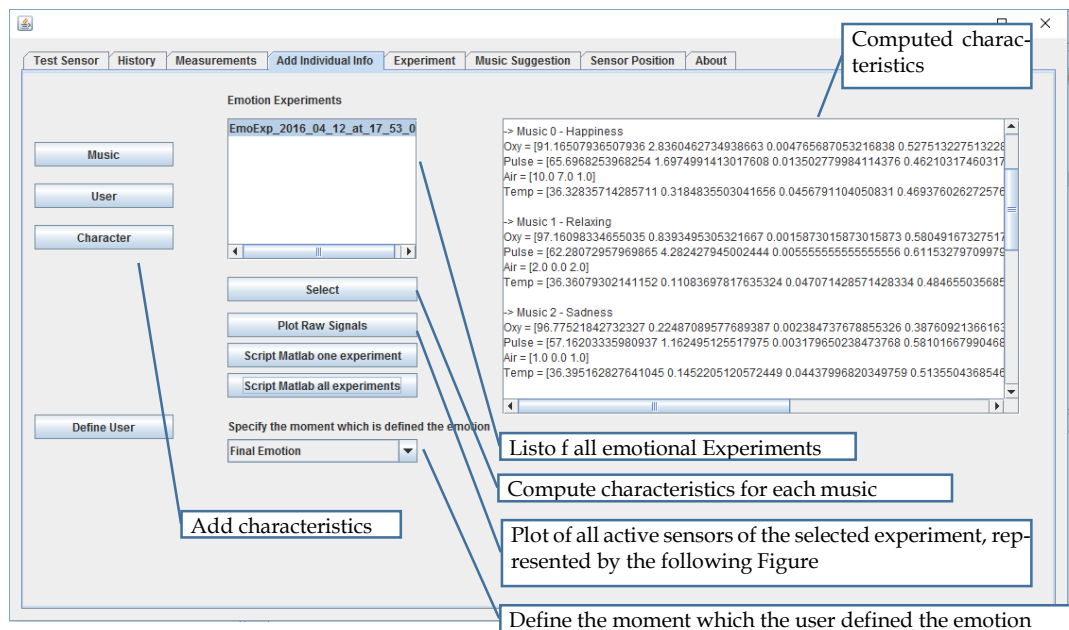 Computed charac-
teristics
Test Sensor History Measurements Add Individual Info Experiment Music Suggestion Sensor Position About
Emotion Experiments
EmoExp_2016_04_12_at_17_53_0
Music
User
Character
Select
Plot Raw Signals
Script Matlab one experiment
Script Matlab all experiments
Define User
Specify the moment which is defined the emotion
Final Emotion
-> Music 0 - Happiness
Oxy = [91.16507936507936 2.8360462734938663 0.004765687053216838 0.527513227513228
Pulse = [65.6968253968254 1.6974991413017608 0.013502779984114376 0.46210317460317
Air = [10.0 7.0 1.0]
Temp = [36.32835714285711 0.3184835503041656 0.0456791104050831 0.469376026272576
-> Music 1 - Relaxing
Oxy = [97.16098334655035 0.8393495305321667 0.0015873015873015873 0.58049167327517
Pulse = [62.28072957969865 4.282427945002444 0.005555555555555556 0.611532797097979
Air = [2.0 0.0 2.0]
Temp = [36.36079302141152 0.11083697817635324 0.047071428571428334 0.484655035685
-> Music 2 - Sadness
Oxy = [96.77521842732327 0.22487089577689387 0.002384737678855326 0.38760921366163
Pulse = [57.16203335980937 1.162495125517975 0.003179650238473768 0.58101667990468
Air = [1.0 0.0 1.0]
Temp = [36.395162827641045 0.1452205120572449 0.04437996820349759 0.5135504368546
Listo f all emotional Experiments
Compute characteristics for each music
Add characteristics
Plot of all active sensors of the selected experiment, rep-
resented by the following Figure
Define the moment which the user defined the emotion